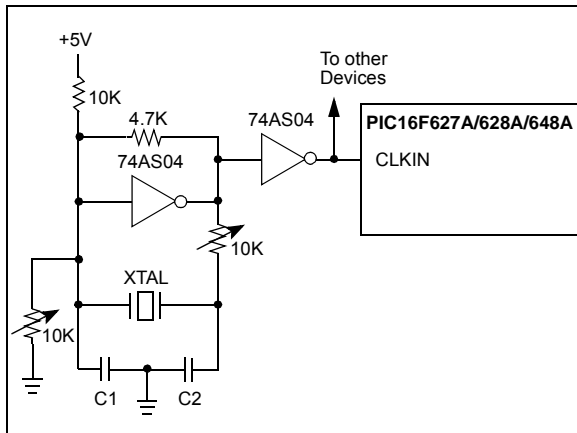 +5V
To other
Devices
10K
4.7K
74AS04
74AS04
PIC16F627A/628A/648A
CLKIN
10K
XTAL
10K
C1
C2